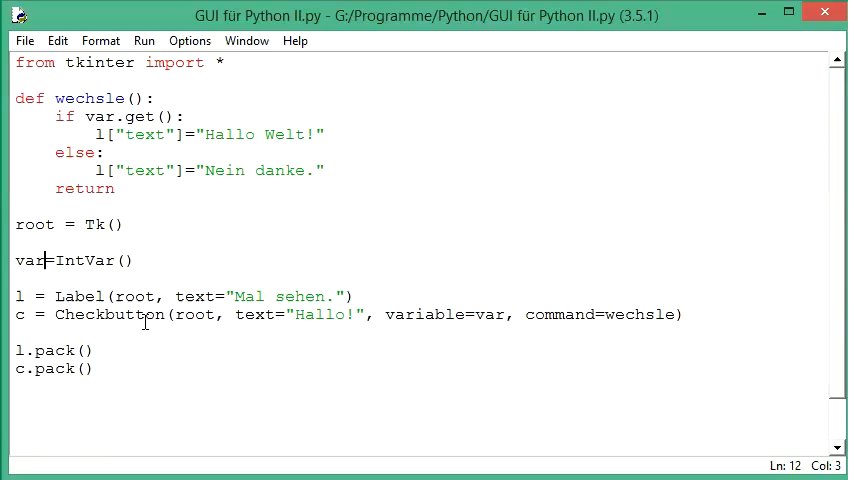 GUI für Python II.py - G:/Programme/Python/GUI für Python II.py (3.5.1)
File Edit Format Run Options Window Help
from tkinter import *
def wechsle():
    if var.get():
        l["text"]="Hallo Welt!"
    else:
        l["text"]="Nein danke."
    return
root = Tk()
var=IntVar()
l = Label(root, text="Mal sehen.")
c = Checkbutton(root, text="Hallo!", variable=var, command=wechsle)
l.pack()
c.pack()
Ln: 12 Col: 3